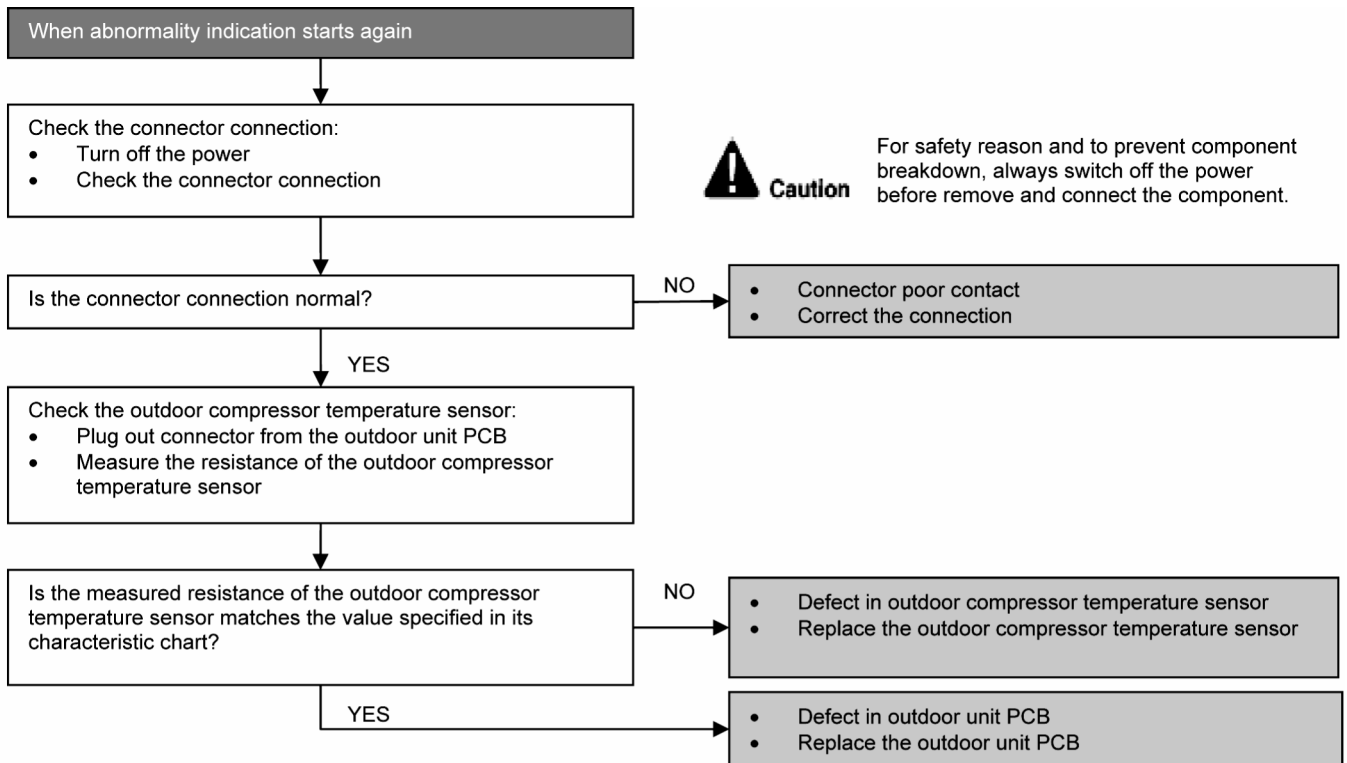 When abnormality indication starts again
Check the connector connection:
• Turn off the power
• Check the connector connection
Caution
For safety reason and to prevent component
breakdown, always switch off the power
before remove and connect the component.
Is the connector connection normal?
NO
• Connector poor contact
• Correct the connection
YES
Check the outdoor compressor temperature sensor:
• Plug out connector from the outdoor unit PCB
• Measure the resistance of the outdoor compressor
temperature sensor
Is the measured resistance of the outdoor compressor
temperature sensor matches the value specified in its
characteristic chart?
NO
• Defect in outdoor compressor temperature sensor
• Replace the outdoor compressor temperature sensor
YES
• Defect in outdoor unit PCB
• Replace the outdoor unit PCB